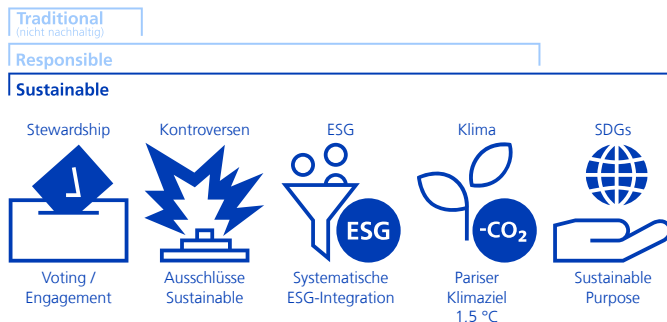 Traditional
(nicht nachhaltig)
Responsible
Sustainable
Stewardship
Kontroversen
ESG
Klima
SDGs
ESG
-CO₂
Voting /
Engagement
Ausschlüsse
Sustainable
Systematische
ESG-Integration
Pariser
Klimaziel
1,5 °C
Sustainable
Purpose